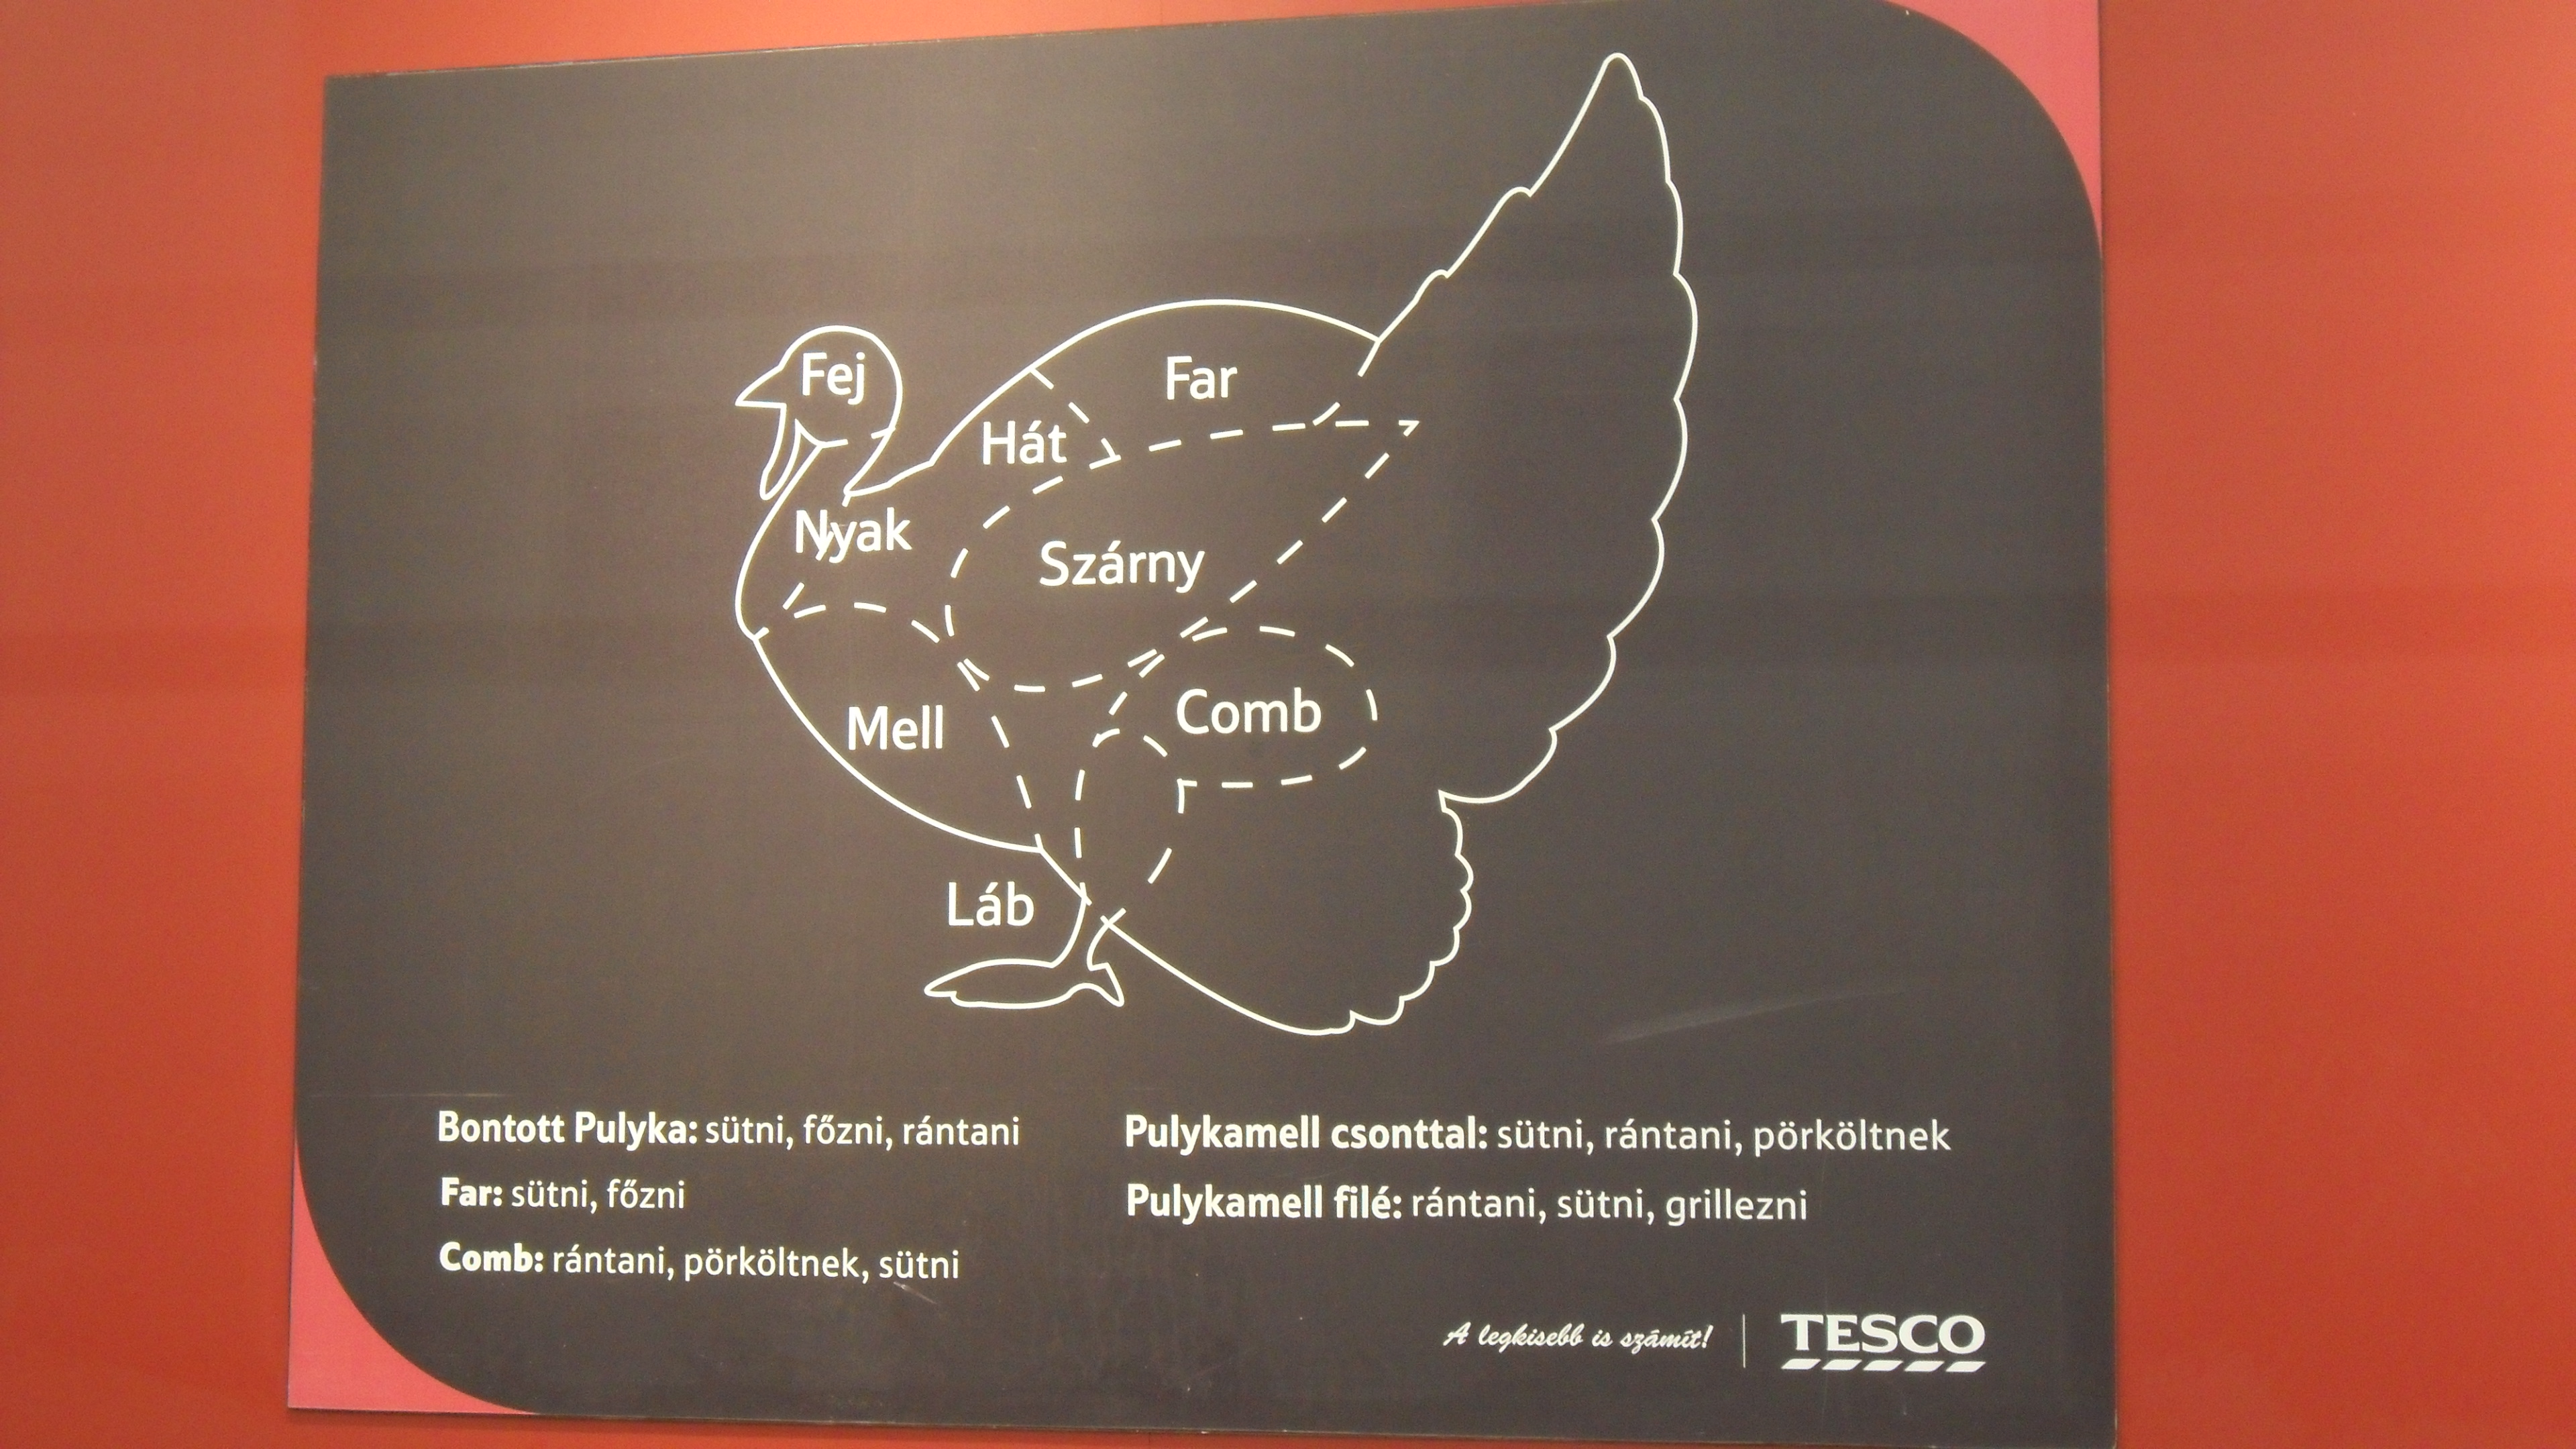 Fej
Far
Hát
Nyak
Szárny
Mell
Comb
Láb
Bontott Pulyka: sütni, főzni, rántani
Far: sütni, főzni
Comb: rántani, pörköltnek, sütni
Pulykamell csonttal: sütni, rántani, pörköltnek
Pulykamell filé: rántani, sütni, grillezni
A legkisebb is számít!
TESCO